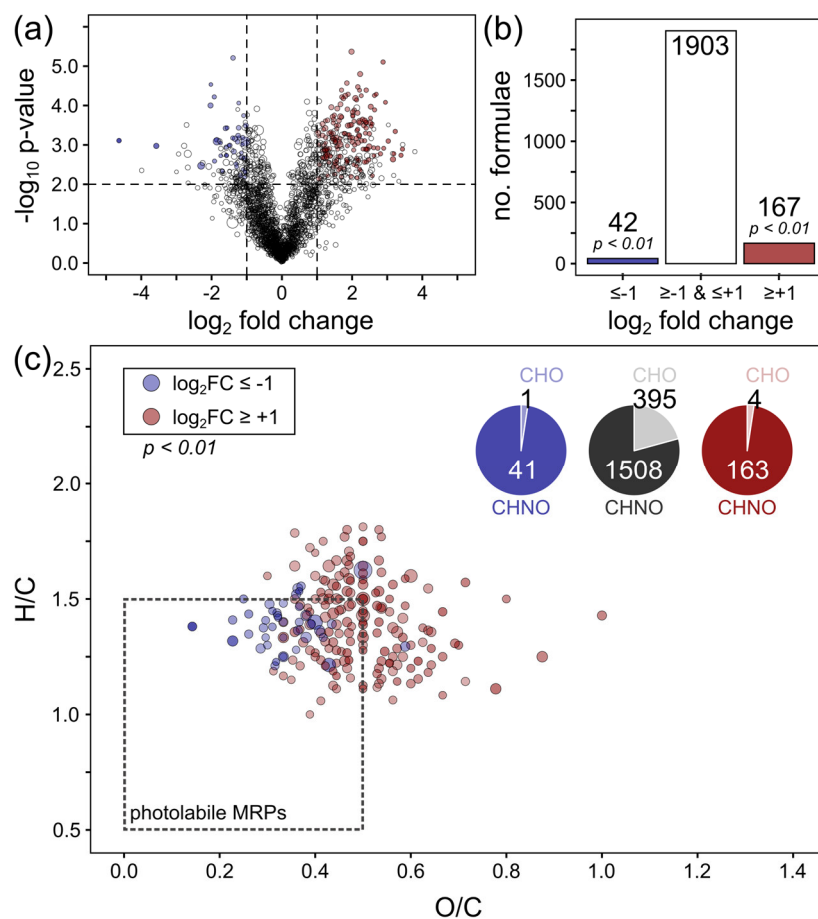 (a)
-log10 p-value
5.0
4.0
3.0
2.0
1.0
0.0
-4 -2 0 2 4
log2 fold change
(b)
no. formulae
1500
1000
500
0
42
p < 0.01
1903
167
p < 0.01
≤-1 ≥-1 & ≤+1 ≥+1
log2 fold change
(c)
log2FC ≤ -1
log2FC ≥ +1
p < 0.01
CHO CHO CHO
1 395 4
41 1508 163
CHNO CHNO CHNO
H/C
2.5
2.0
1.5
1.0
0.5
photolabile MRPs
0.0 0.2 0.4 0.6 0.8 1.0 1.2 1.4
O/C